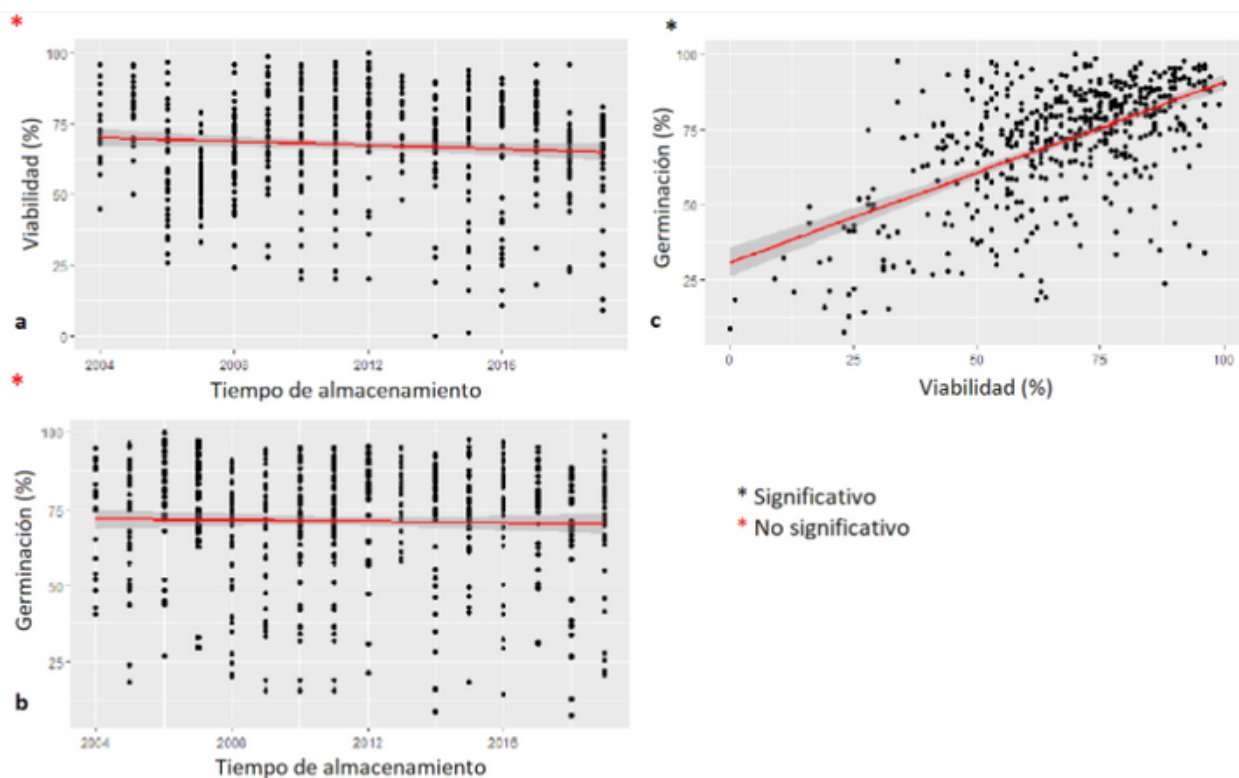 *
100
75
50
25
0
Viabilidad (%)
a
2004
2008
2012
2016
Tiempo de almacenamiento
*
100
75
50
25
Germinación (%)
c
0
25
50
75
100
Viabilidad (%)
*
100
75
50
25
Germinación (%)
b
2004
2008
2012
2016
Tiempo de almacenamiento
* Significativo
* No significativo